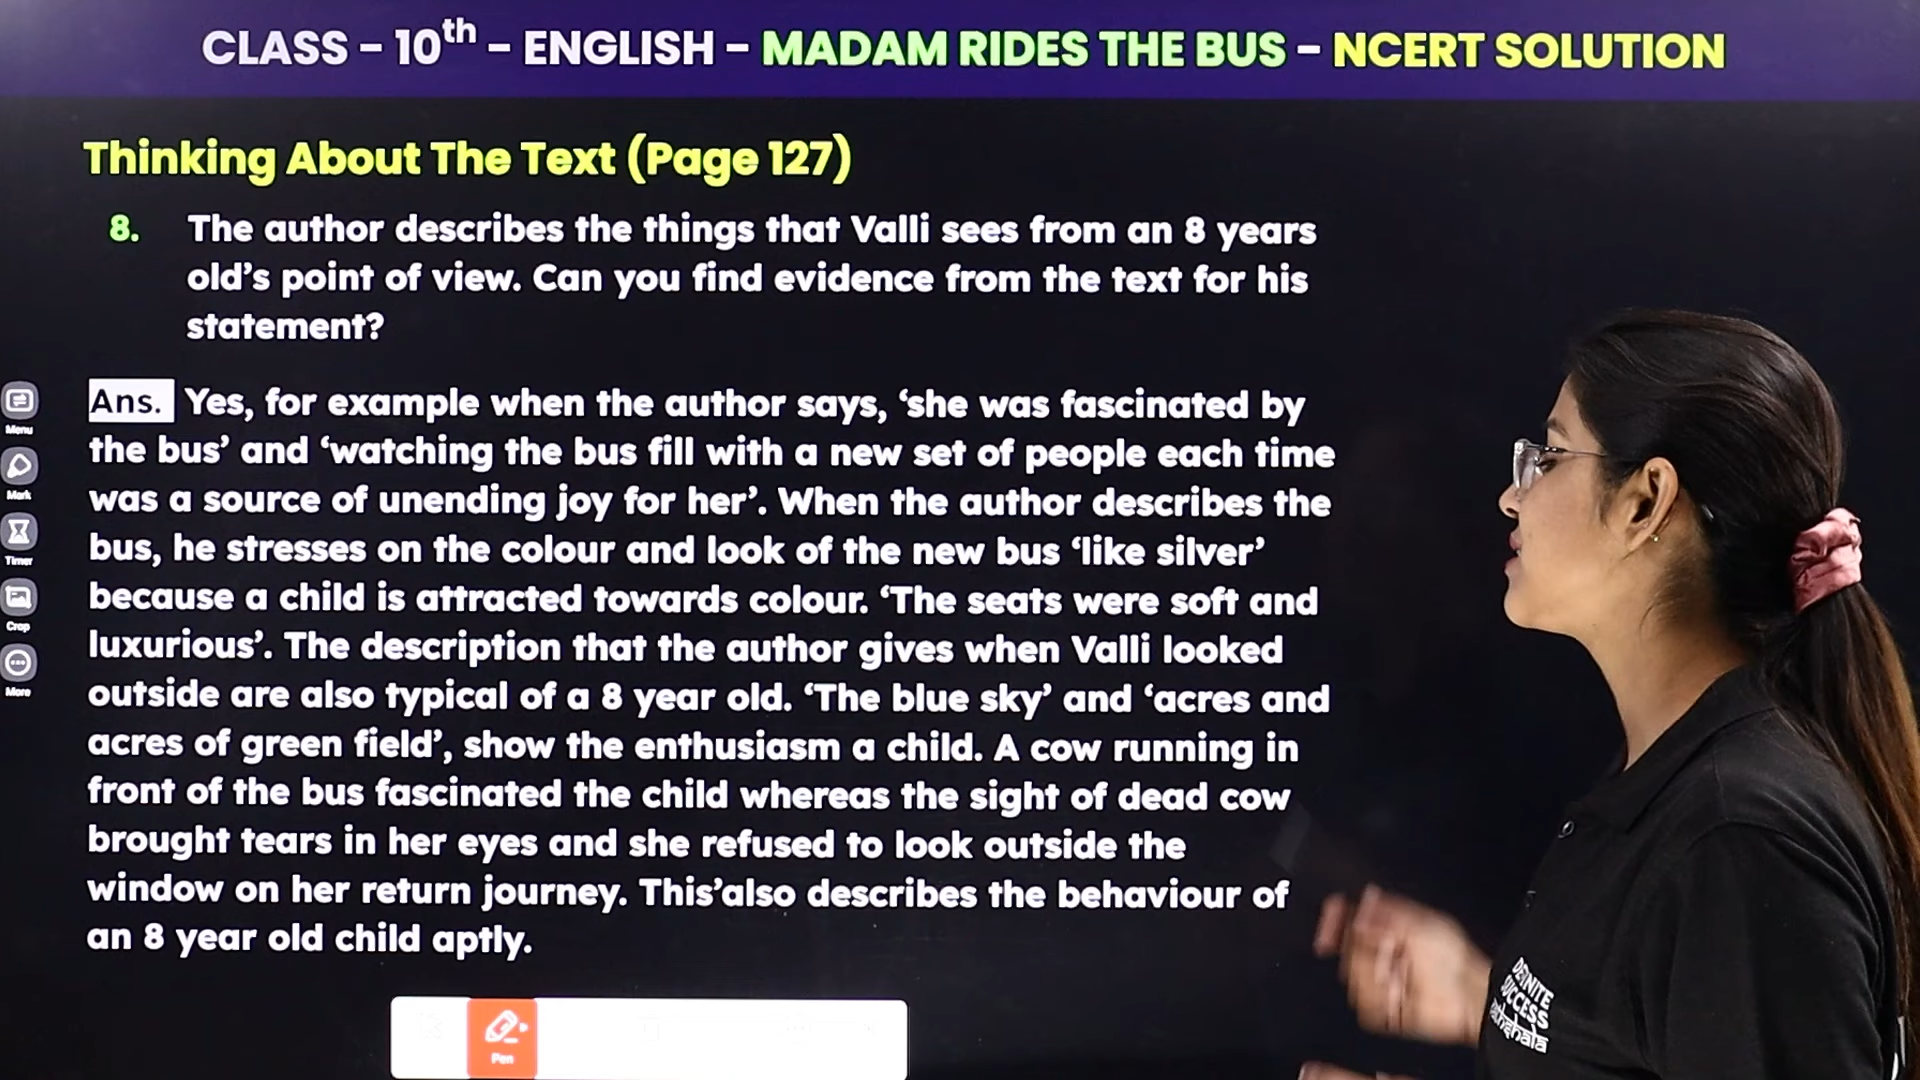 CLASS – 10th – ENGLISH – MADAM RIDES THE BUS – NCERT SOLUTION
Thinking About The Text (Page 127)
8. The author describes the things that Valli sees from an 8 years
old's point of view. Can you find evidence from the text for his
statement?
Ans. Yes, for example when the author says, ‘she was fascinated by
the bus’ and ‘watching the bus fill with a new set of people each time
was a source of unending joy for her’. When the author describes the
bus, he stresses on the colour and look of the new bus ‘like silver’
because a child is attracted towards colour. ‘The seats were soft and
luxurious’. The description that the author gives when Valli looked
outside are also typical of a 8 year old. ‘The blue sky’ and ‘acres and
acres of green field’, show the enthusiasm a child. A cow running in
front of the bus fascinated the child whereas the sight of dead cow
brought tears in her eyes and she refused to look outside the
window on her return journey. This’also describes the behaviour of
an 8 year old child aptly.
Menu
Mark
Timer
Crop
More
Pen
DEFINITE
SUCCESS
pathshala